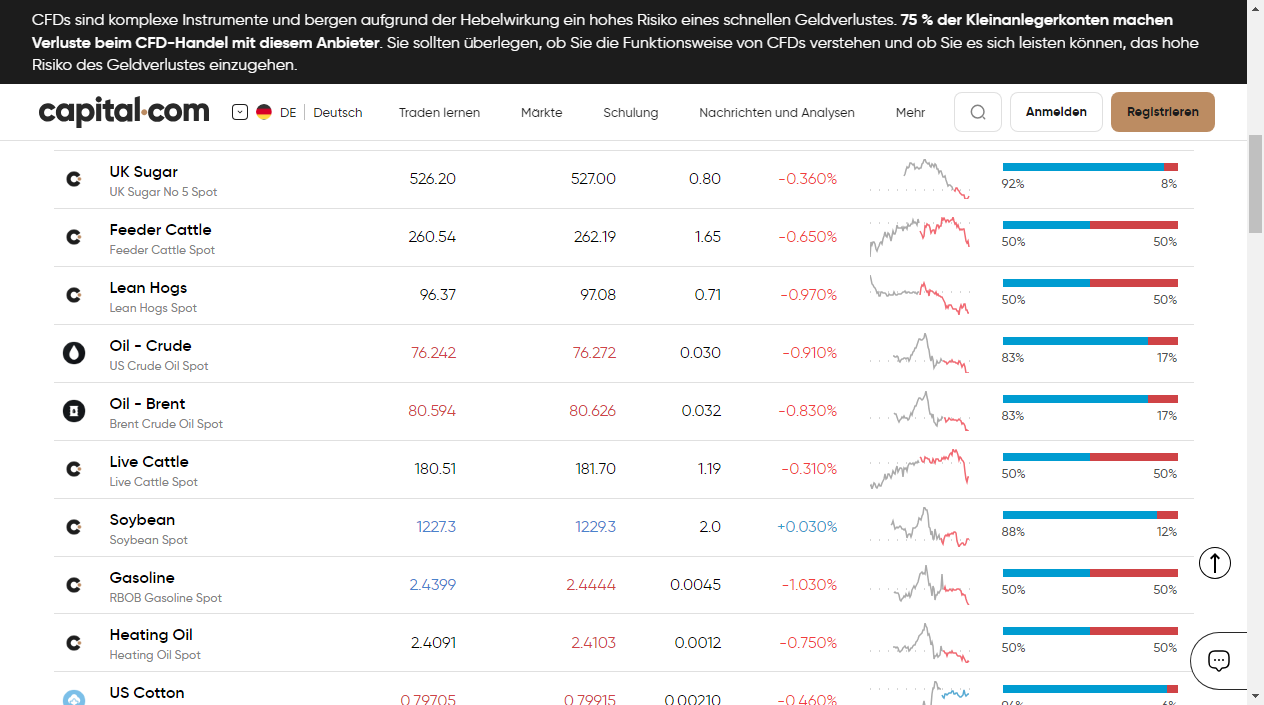 CFDs sind komplexe Instrumente und bergen aufgrund der Hebelwirkung ein hohes Risiko eines schnellen Geldverlustes. 75 % der Kleinanlegerkonten machen
Verluste beim CFD-Handel mit diesem Anbieter. Sie sollten überlegen, ob Sie die Funktionsweise von CFDs verstehen und ob Sie es sich leisten können, das hohe
Risiko des Geldverlustes einzugehen.
capital.com DE Deutsch Traden lernen Märkte Schulung Nachrichten und Analysen Mehr Anmelden Registrieren
UK Sugar 526.20 527.00 0.80 -0.360%
UK Sugar No 5 Spot 92% 8%
Feeder Cattle 260.54 262.19 1.65 -0.650%
Feeder Cattle Spot 50% 50%
Lean Hogs 96.37 97.08 0.71 -0.970%
Lean Hogs Spot 50% 50%
Oil - Crude 76.242 76.272 0.030 -0.910%
US Crude Oil Spot 83% 17%
Oil - Brent 80.594 80.626 0.032 -0.830%
Brent Crude Oil Spot 83% 17%
Live Cattle 180.51 181.70 1.19 -0.310%
Live Cattle Spot 50% 50%
Soybean 1227.3 1229.3 2.0 +0.030%
Soybean Spot 88% 12%
Gasoline 2.4399 2.4444 0.0045 -1.030%
RBOB Gasoline Spot 50% 50%
Heating Oil 2.4091 2.4103 0.0012 -0.750%
Heating Oil Spot 50% 50%
US Cotton 0.79705 0.79915 0.00210 -0.460%